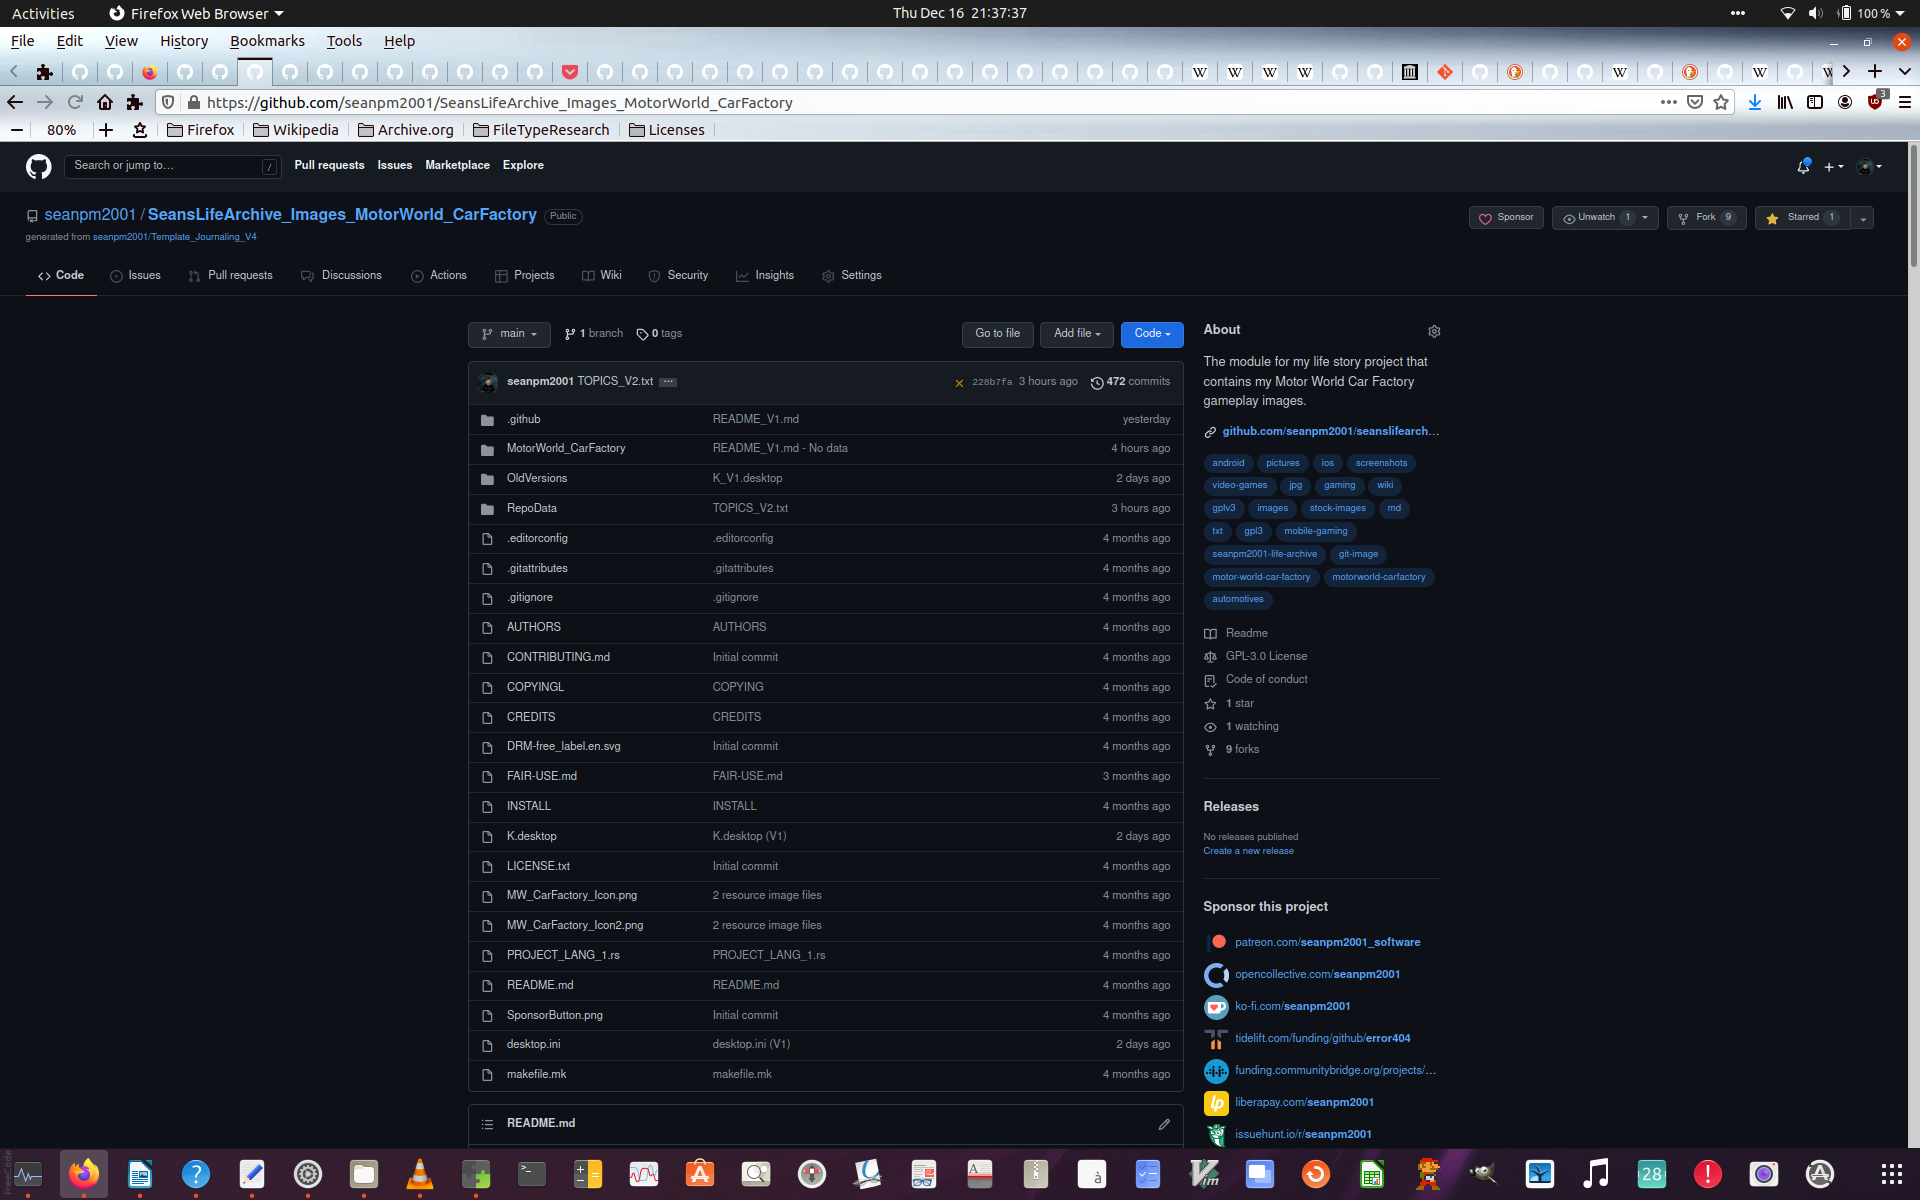 Activities Firefox Web Browser Thu Dec 16 21:37:37 100 %
File Edit View History Bookmarks Tools Help
https://github.com/seanpm2001/SeansLifeArchive_Images_MotorWorld_CarFactory 3
80% Firefox Wikipedia Archive.org FileTypeResearch Licenses
Search or jump to… / Pull requests Issues Marketplace Explore
seanpm2001 / SeansLifeArchive_Images_MotorWorld_CarFactory Public Sponsor Unwatch 1 Fork 9 Starred 1
generated from seanpm2001/Template_Journaling_V4
Code Issues Pull requests Discussions Actions Projects Wiki Security Insights Settings
main 1 branch 0 tags Go to file Add file Code
seanpm2001 TOPICS_V2.txt ... 228b7fa 3 hours ago 472 commits
.github README_V1.md yesterday
MotorWorld_CarFactory README_V1.md - No data 4 hours ago
OldVersions K_V1.desktop 2 days ago
RepoData TOPICS_V2.txt 3 hours ago
.editorconfig .editorconfig 4 months ago
.gitattributes .gitattributes 4 months ago
.gitignore .gitignore 4 months ago
AUTHORS AUTHORS 4 months ago
CONTRIBUTING.md Initial commit 4 months ago
COPYINGL COPYING 4 months ago
CREDITS CREDITS 4 months ago
DRM-free_label.en.svg Initial commit 4 months ago
FAIR-USE.md FAIR-USE.md 3 months ago
INSTALL INSTALL 4 months ago
K.desktop K.desktop (V1) 2 days ago
LICENSE.txt Initial commit 4 months ago
MW_CarFactory_Icon.png 2 resource image files 4 months ago
MW_CarFactory_Icon2.png 2 resource image files 4 months ago
PROJECT_LANG_1.rs PROJECT_LANG_1.rs 4 months ago
README.md README.md 4 months ago
SponsorButton.png Initial commit 4 months ago
desktop.ini desktop.ini (V1) 2 days ago
makefile.mk makefile.mk 4 months ago
README.md
About
The module for my life story project that
contains my Motor World Car Factory
gameplay images.
github.com/seanpm2001/seanslifearch…
android pictures ios screenshots
video-games jpg gaming wiki
gplv3 images stock-images md
txt gpl3 mobile-gaming
seanpm2001-life-archive git-image
motor-world-car-factory motorworld-carfactory
automotives
Readme
GPL-3.0 License
Code of conduct
1 star
1 watching
9 forks
Releases
No releases published
Create a new release
Sponsor this project
patreon.com/seanpm2001_software
opencollective.com/seanpm2001
ko-fi.com/seanpm2001
tidelift.com/funding/github/error404
funding.communitybridge.org/projects/…
liberapay.com/seanpm2001
issuehunt.io/r/seanpm2001
28